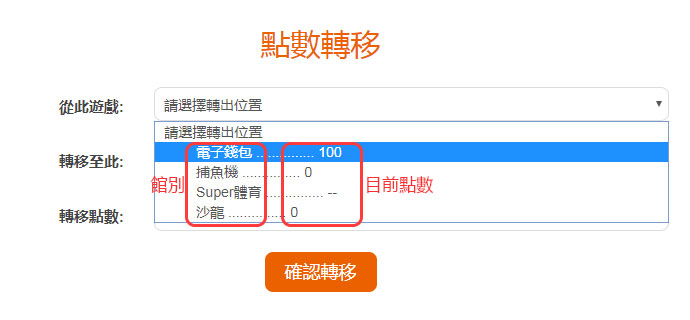 點數轉移
從此遊戲:
請選擇轉出位置
請選擇轉出位置
電子錢包 ............... 100
轉移至此:
捕魚機 ............... 0
館別
Super體育 ............... --
目前點數
轉移點數:
沙龍 ............... 0
確認轉移